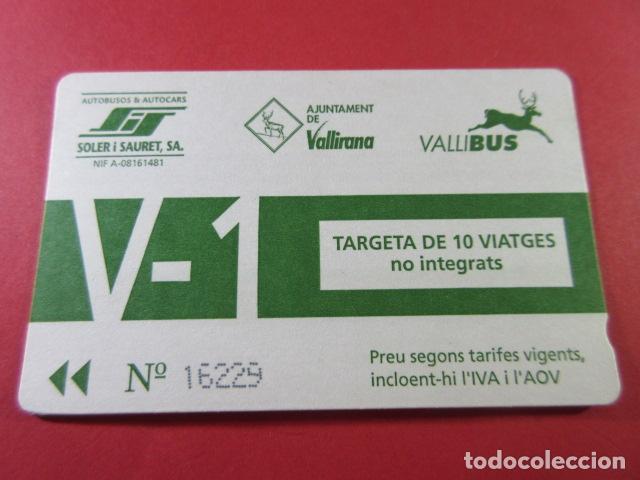 AUTOBUSOS & AUTOCARS
SiS
SOLER i SAURET, SA.
NIF A-08161481
AJUNTAMENT
DE
Vallirana
VALLIBUS
V-1
TARGETA DE 10 VIATGES
no integrats
Nº 16229
Preu segons tarifes vigents,
incloent-hi l'IVA i l'AOV
todocoleccion